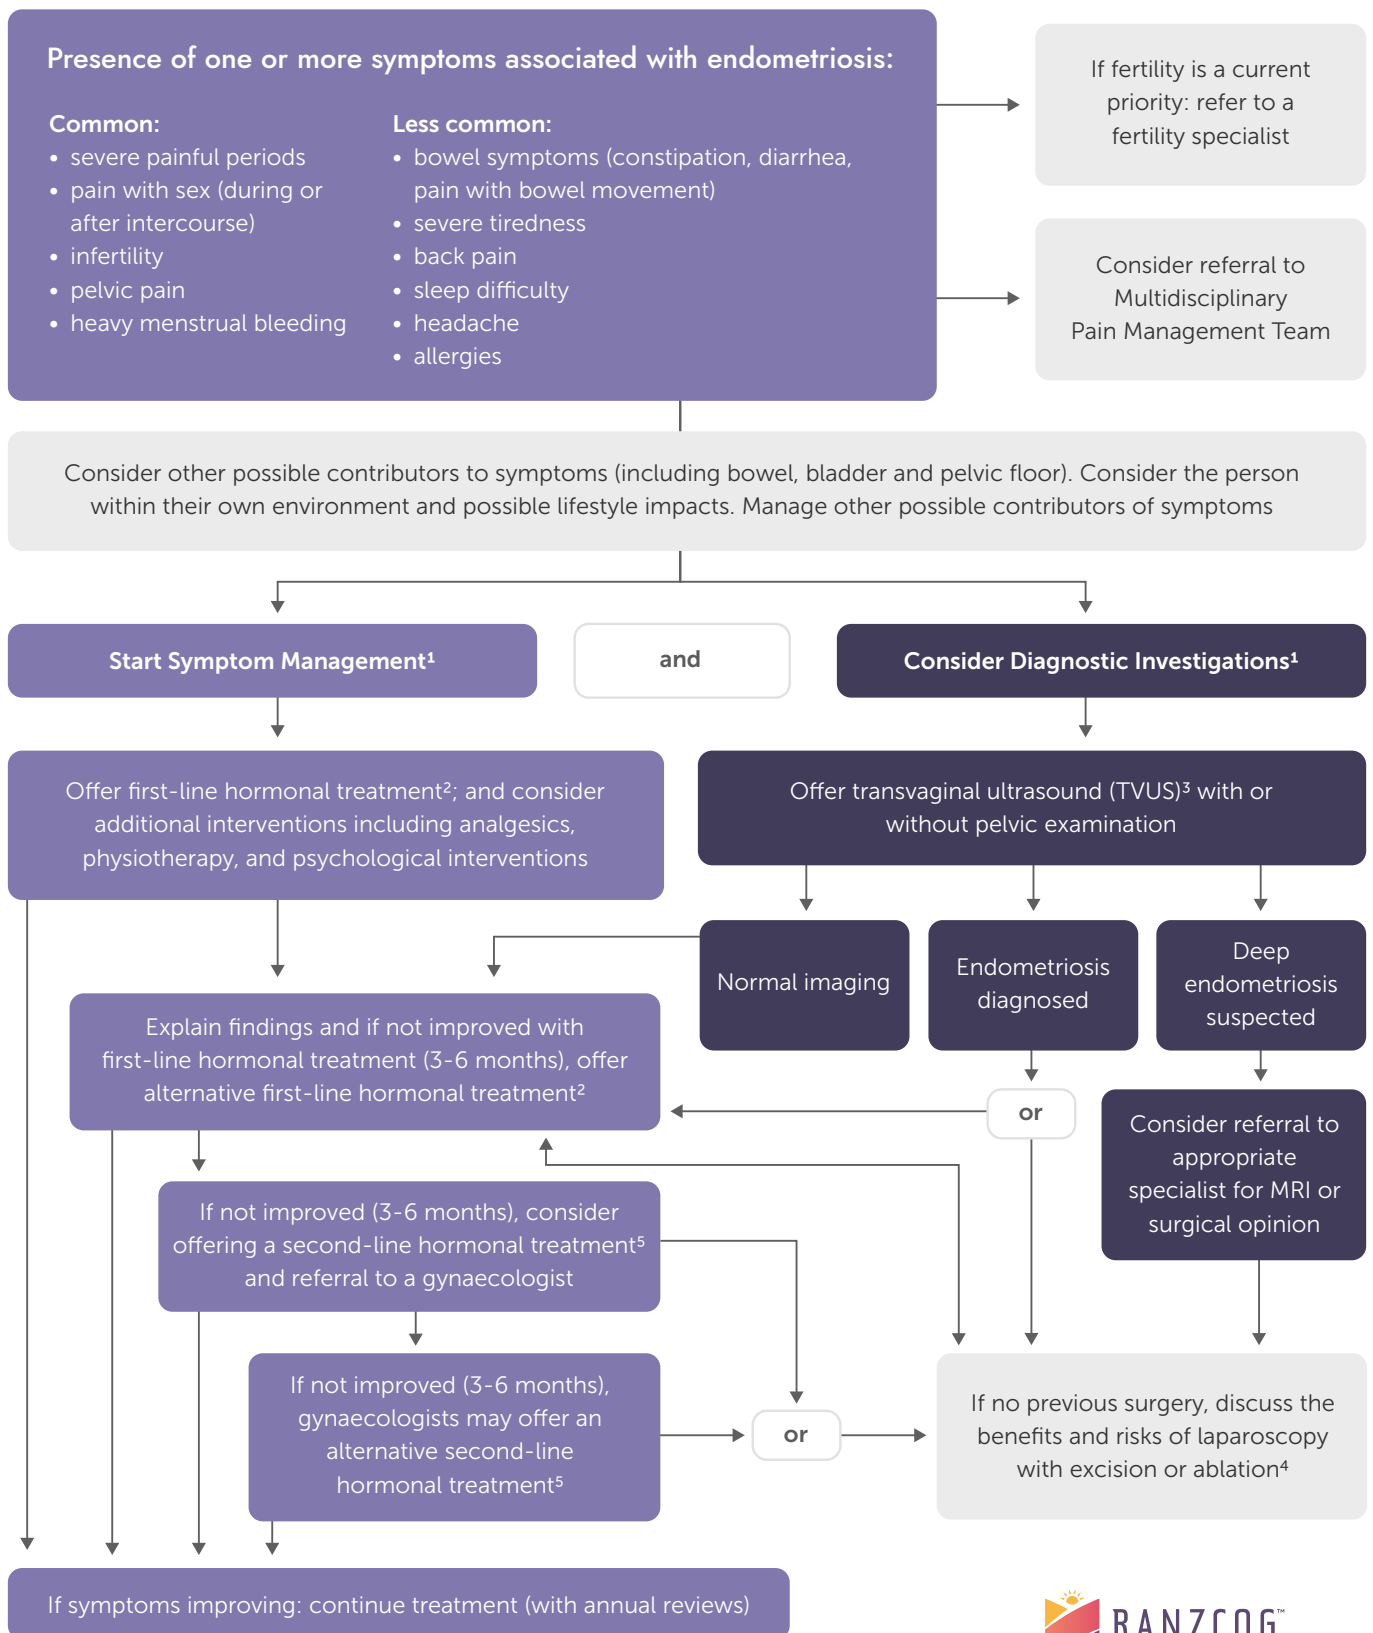 Presence of one or more symptoms associated with endometriosis:
Common:
• severe painful periods
• pain with sex (during or
after intercourse)
• infertility
• pelvic pain
• heavy menstrual bleeding
Less common:
• bowel symptoms (constipation, diarrhea,
pain with bowel movement)
• severe tiredness
• back pain
• sleep difficulty
• headache
• allergies
If fertility is a current
priority: refer to a
fertility specialist
Consider referral to
Multidisciplinary
Pain Management Team
Consider other possible contributors to symptoms (including bowel, bladder and pelvic floor). Consider the person
within their own environment and possible lifestyle impacts. Manage other possible contributors of symptoms
Start Symptom Management¹
and
Consider Diagnostic Investigations¹
Offer first-line hormonal treatment²; and consider
additional interventions including analgesics,
physiotherapy, and psychological interventions
Offer transvaginal ultrasound (TVUS)³ with or
without pelvic examination
Normal imaging
Endometriosis
diagnosed
Deep
endometriosis
suspected
Explain findings and if not improved with
first-line hormonal treatment (3-6 months), offer
alternative first-line hormonal treatment²
or
Consider referral to
appropriate
specialist for MRI or
surgical opinion
If not improved (3-6 months), consider
offering a second-line hormonal treatment⁵
and referral to a gynaecologist
If not improved (3-6 months),
gynaecologists may offer an
alternative second-line
hormonal treatment⁵
or
If no previous surgery, discuss the
benefits and risks of laparoscopy
with excision or ablation⁴
If symptoms improving: continue treatment (with annual reviews)
RANZCOG™